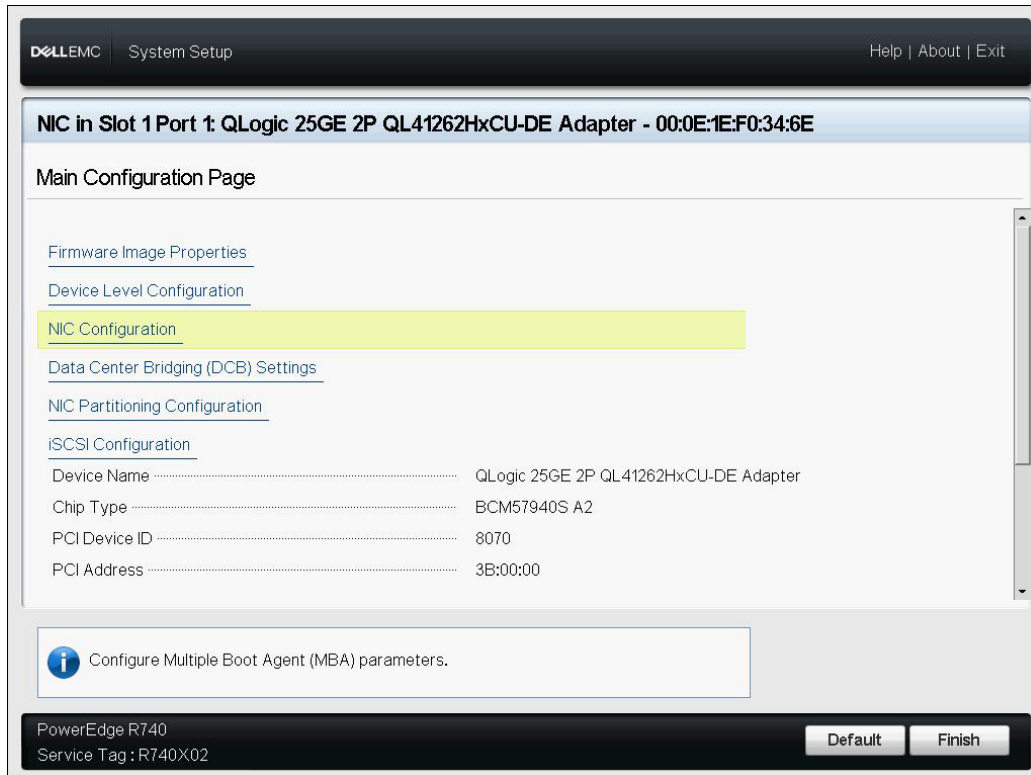 DELLEMC System Setup Help | About | Exit
NIC in Slot 1 Port 1: QLogic 25GE 2P QL41262HxCU-DE Adapter - 00:0E:1E:F0:34:6E
Main Configuration Page
Firmware Image Properties
Device Level Configuration
NIC Configuration
Data Center Bridging (DCB) Settings
NIC Partitioning Configuration
iSCSI Configuration
Device Name QLogic 25GE 2P QL41262HxCU-DE Adapter
Chip Type BCM57940S A2
PCI Device ID 8070
PCI Address 3B:00:00
Configure Multiple Boot Agent (MBA) parameters.
PowerEdge R740
Service Tag : R740X02
Default Finish